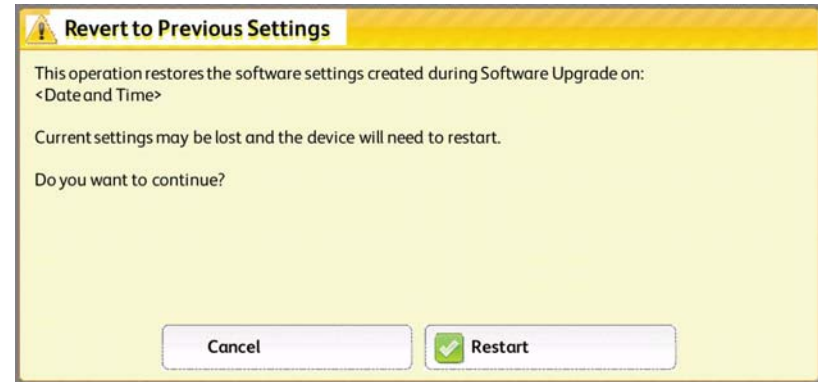 Revert to Previous Settings
This operation restores the software settings created during Software Upgrade on:
<Date and Time>
Current settings may be lost and the device will need to restart.
Do you want to continue?
Cancel
Restart